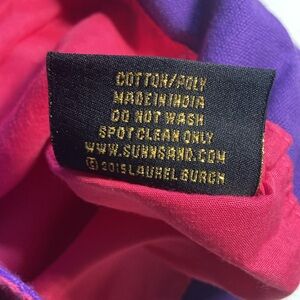 COTTON/POLY
MADE IN INDIA
DO NOT WASH
SPOT CLEAN ONLY
WWW.SUNNSAND.COM
© 2015 LAUREL BURCH